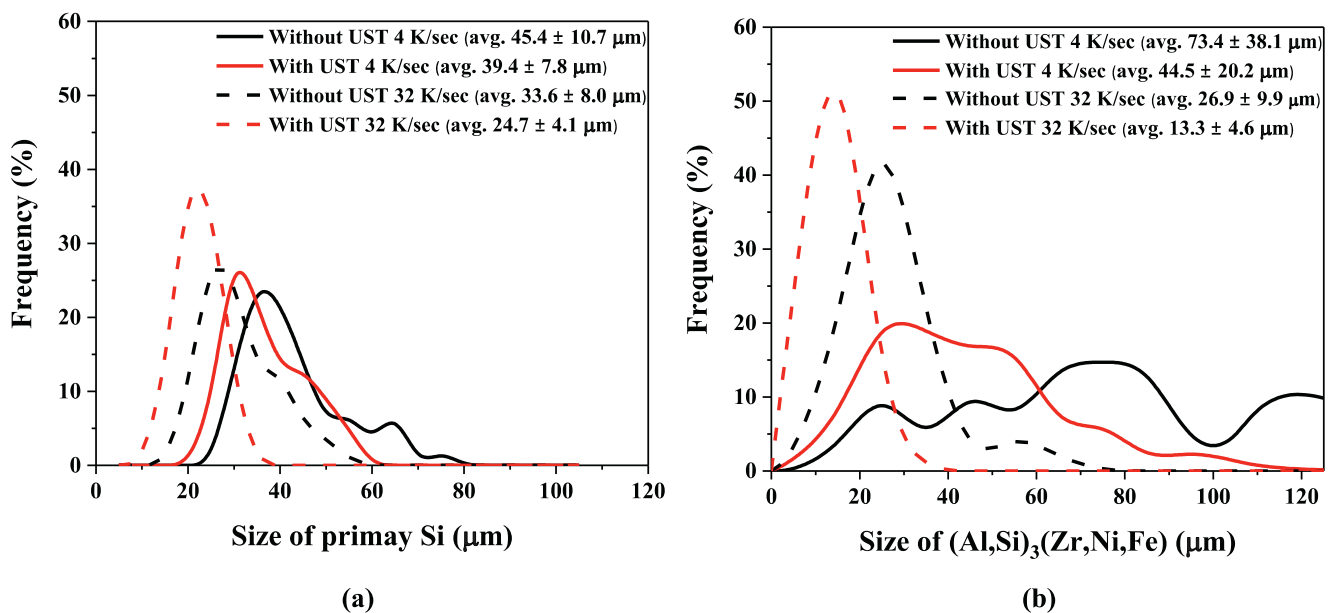 60
50
40
30
20
10
0
Frequency (%)
Without UST 4 K/sec (avg. 45.4 ± 10.7 μm)
With UST 4 K/sec (avg. 39.4 ± 7.8 μm)
Without UST 32 K/sec (avg. 33.6 ± 8.0 μm)
With UST 32 K/sec (avg. 24.7 ± 4.1 μm)
0 20 40 60 80 100 120
Size of primay Si (μm)
(a)
60
50
40
30
20
10
0
Frequency (%)
Without UST 4 K/sec (avg. 73.4 ± 38.1 μm)
With UST 4 K/sec (avg. 44.5 ± 20.2 μm)
Without UST 32 K/sec (avg. 26.9 ± 9.9 μm)
With UST 32 K/sec (avg. 13.3 ± 4.6 μm)
0 20 40 60 80 100 120
Size of (Al,Si)₃(Zr,Ni,Fe) (μm)
(b)